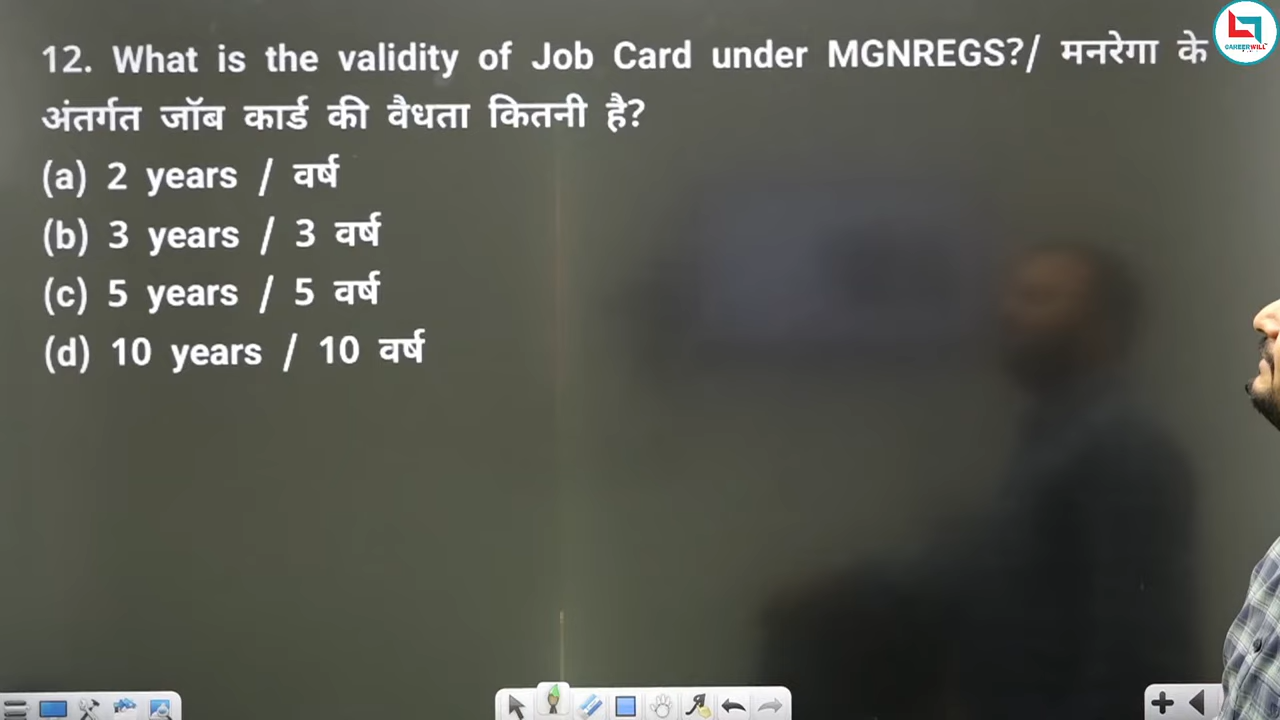 12. What is the validity of Job Card under MGNREGS?/ मनरेगा के
अंतर्गत जॉब कार्ड की वैधता कितनी है?
(a) 2 years / वर्ष
(b) 3 years / 3 वर्ष
(c) 5 years / 5 वर्ष
(d) 10 years / 10 वर्ष
CAREERWILL